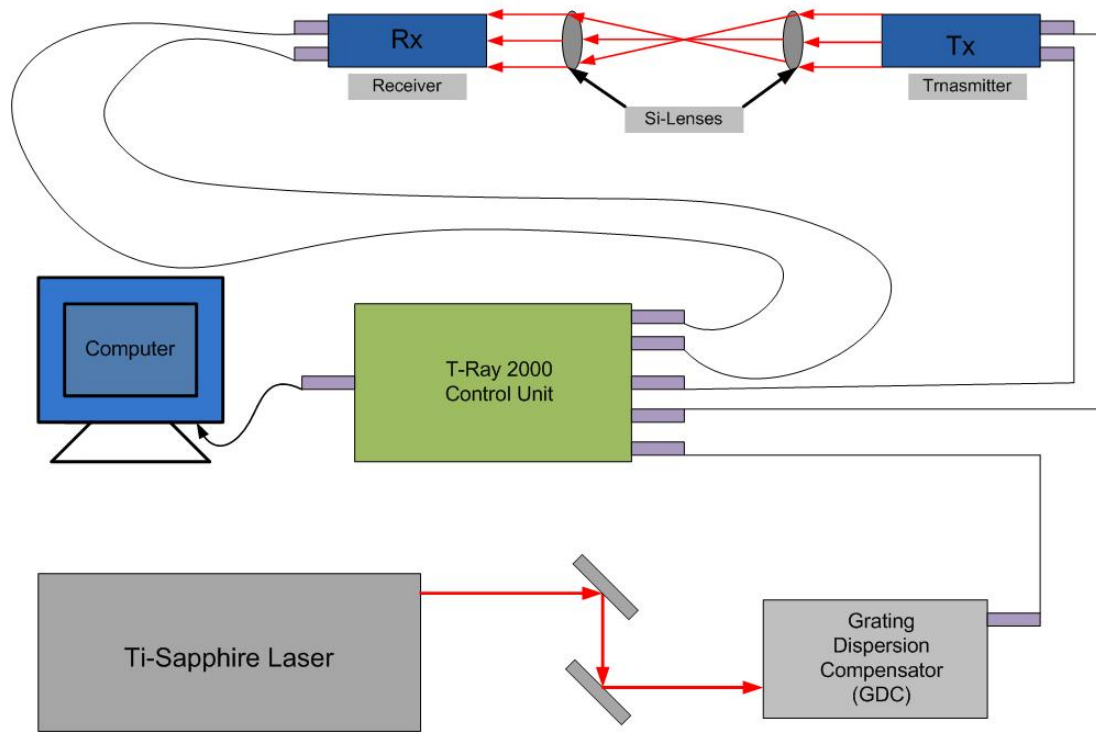 Rx
Tx
Receiver
Trnasmitter
Si-Lenses
Computer
T-Ray 2000
Control Unit
Ti-Sapphire Laser
Grating
Dispersion
Compensator
(GDC)